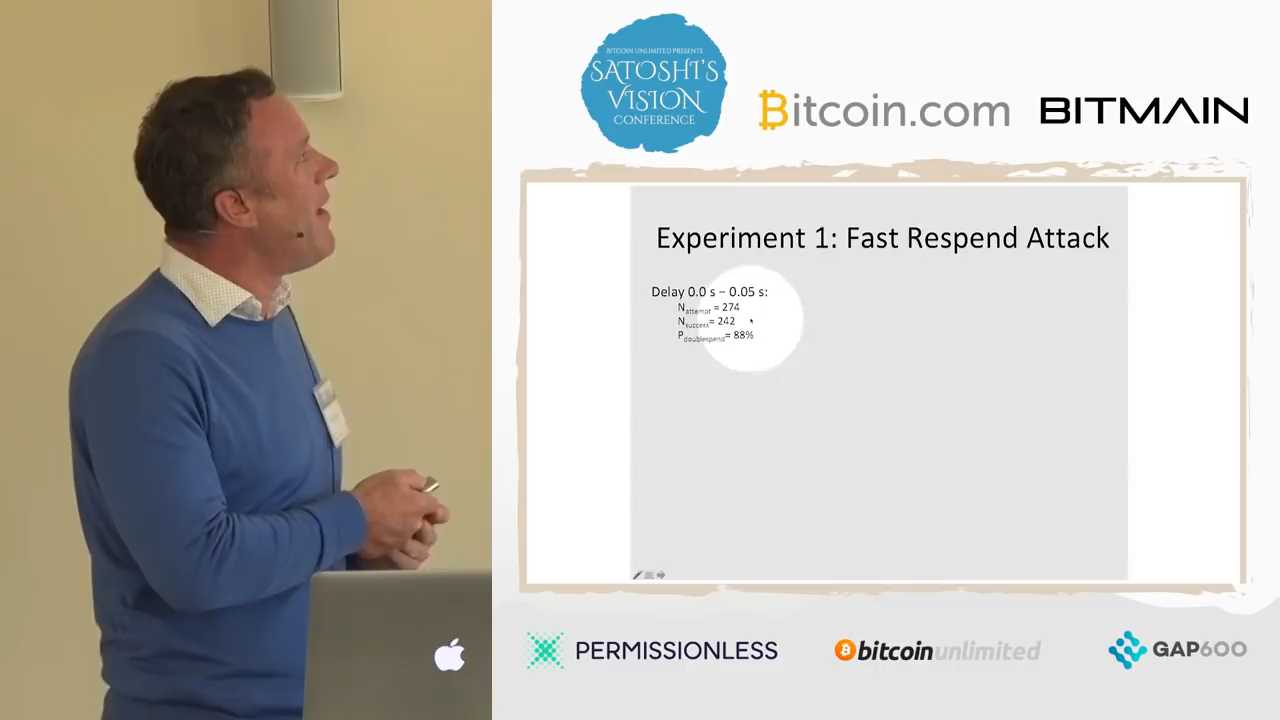 BITCOIN UNLIMITED PRESENTS
SATOSHI'S
VISION
CONFERENCE
Bitcoin.com
BITMAIN
Experiment 1: Fast Respend Attack
Delay 0.0 s – 0.05 s:
Nattempt = 274
Nsuccess= 242
Pdoublespend= 88%
PERMISSIONLESS
bitcoinunlimited
GAP600